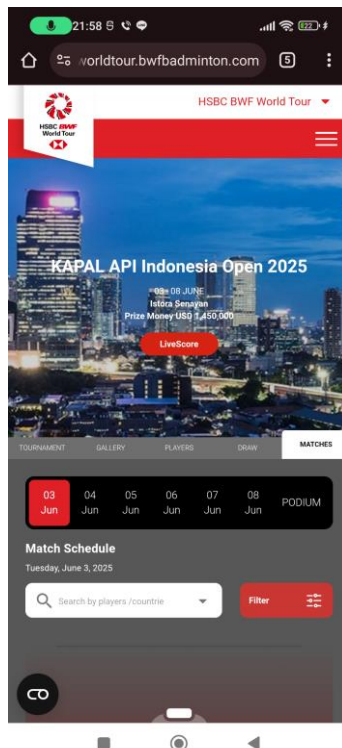 21:58
worldtour.bwfbadminton.com
5
HSBC BWF World Tour
HSBC BWF
World Tour
KAPAL API Indonesia Open 2025
03 - 08 JUNE
Istora Senayan
Prize Money USD 1,450,000
LiveScore
TOURNAMENT GALLERY PLAYERS DRAW MATCHES
03 04 05 06 07 08 PODIUM
Jun Jun Jun Jun Jun Jun
Match Schedule
Tuesday, June 3, 2025
Search by players /countrie
Filter